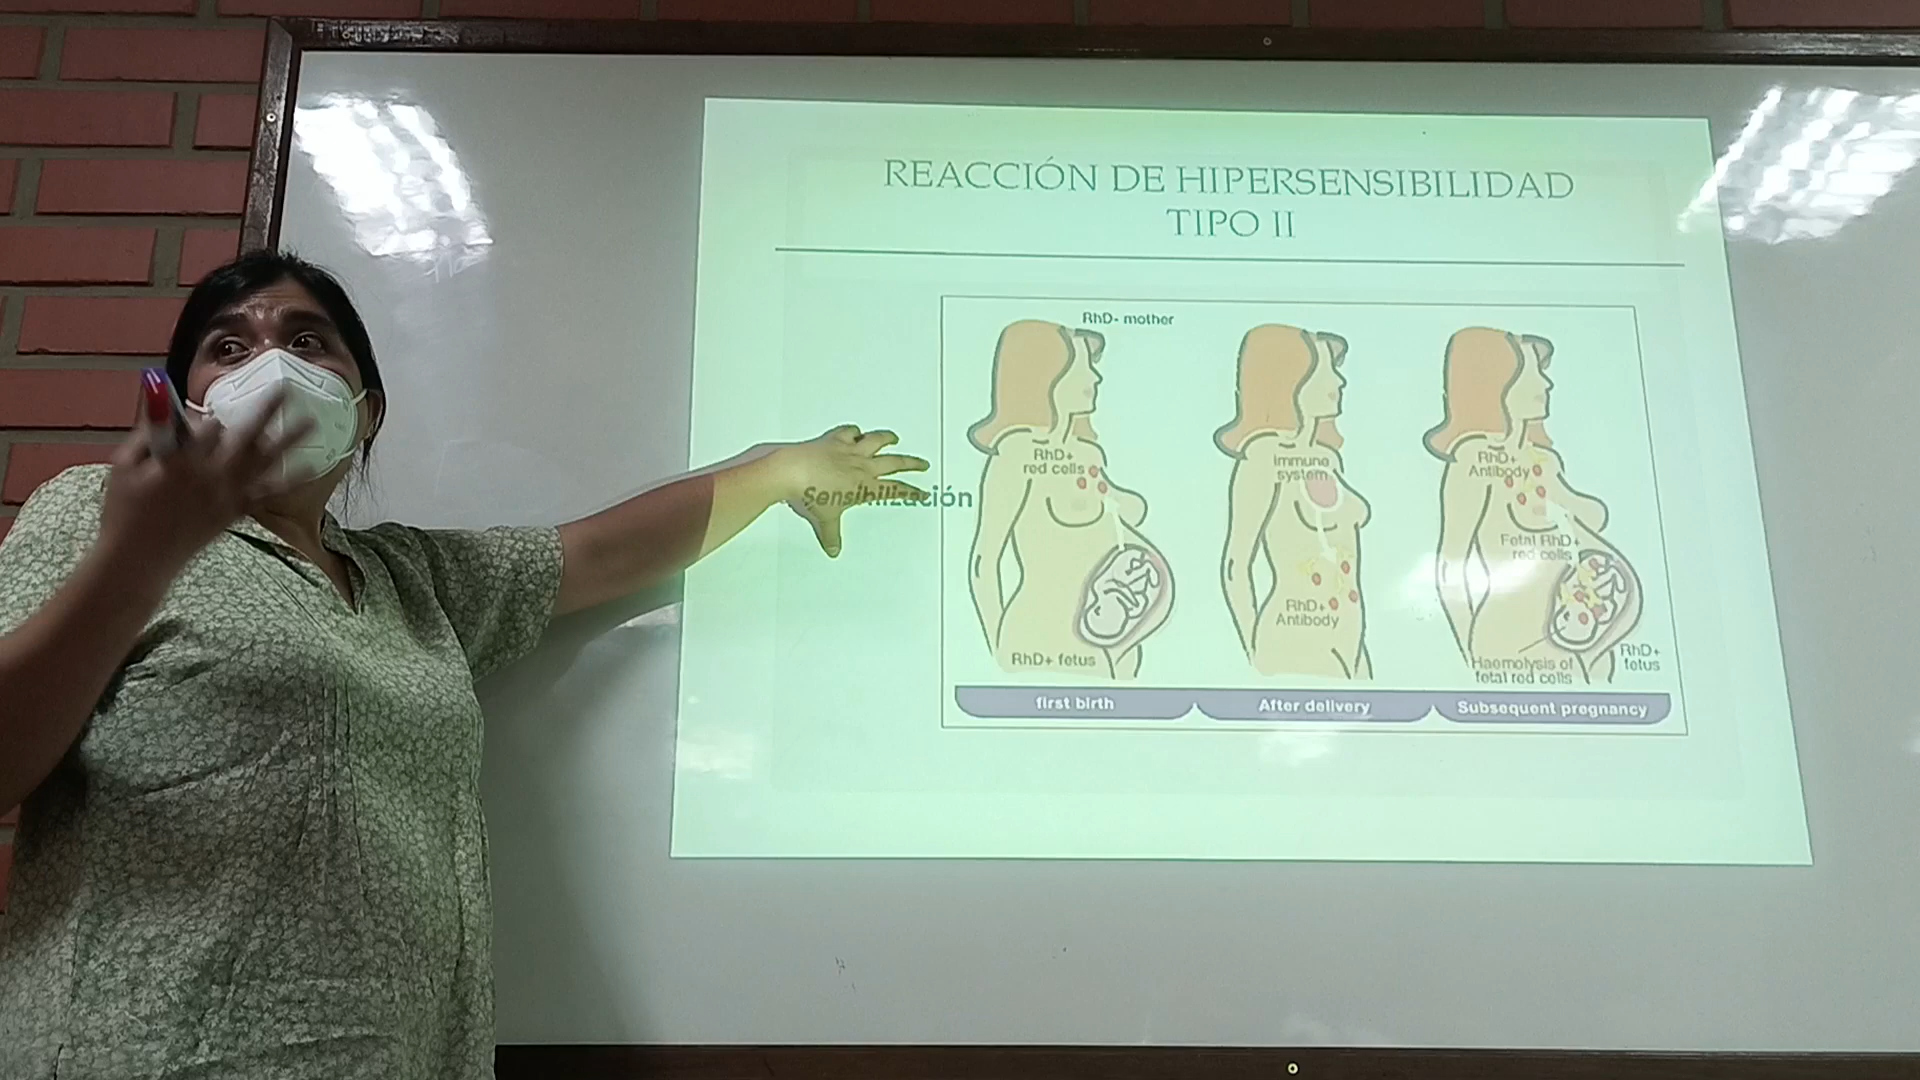 REACCIÓN DE HIPERSENSIBILIDAD
TIPO II
RhD- mother
Sensibilización
RhD+
red cells
RhD+ fetus
first birth
Immune
system
RhD+
Antibody
After delivery
RhD+
Antibody
Fetal RhD+
red cells
Haemolysis of
fetal red cells
RhD+
fetus
Subsequent pregnancy